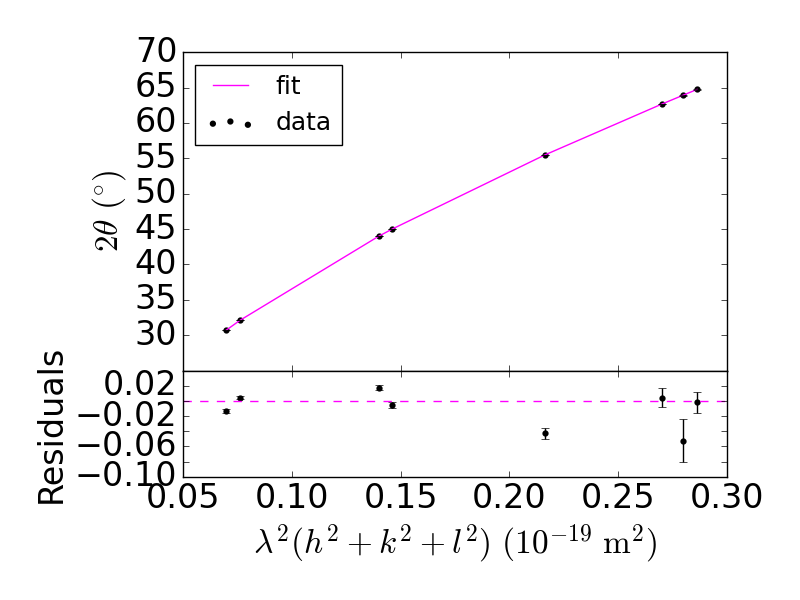 70
65
60
55
50
45
40
35
30
2θ (°)
fit
data
0.02
−0.02
−0.06
−0.10
Residuals
0.05 0.10 0.15 0.20 0.25 0.30
λ²(h² + k² + l²) (10⁻¹⁹ m²)